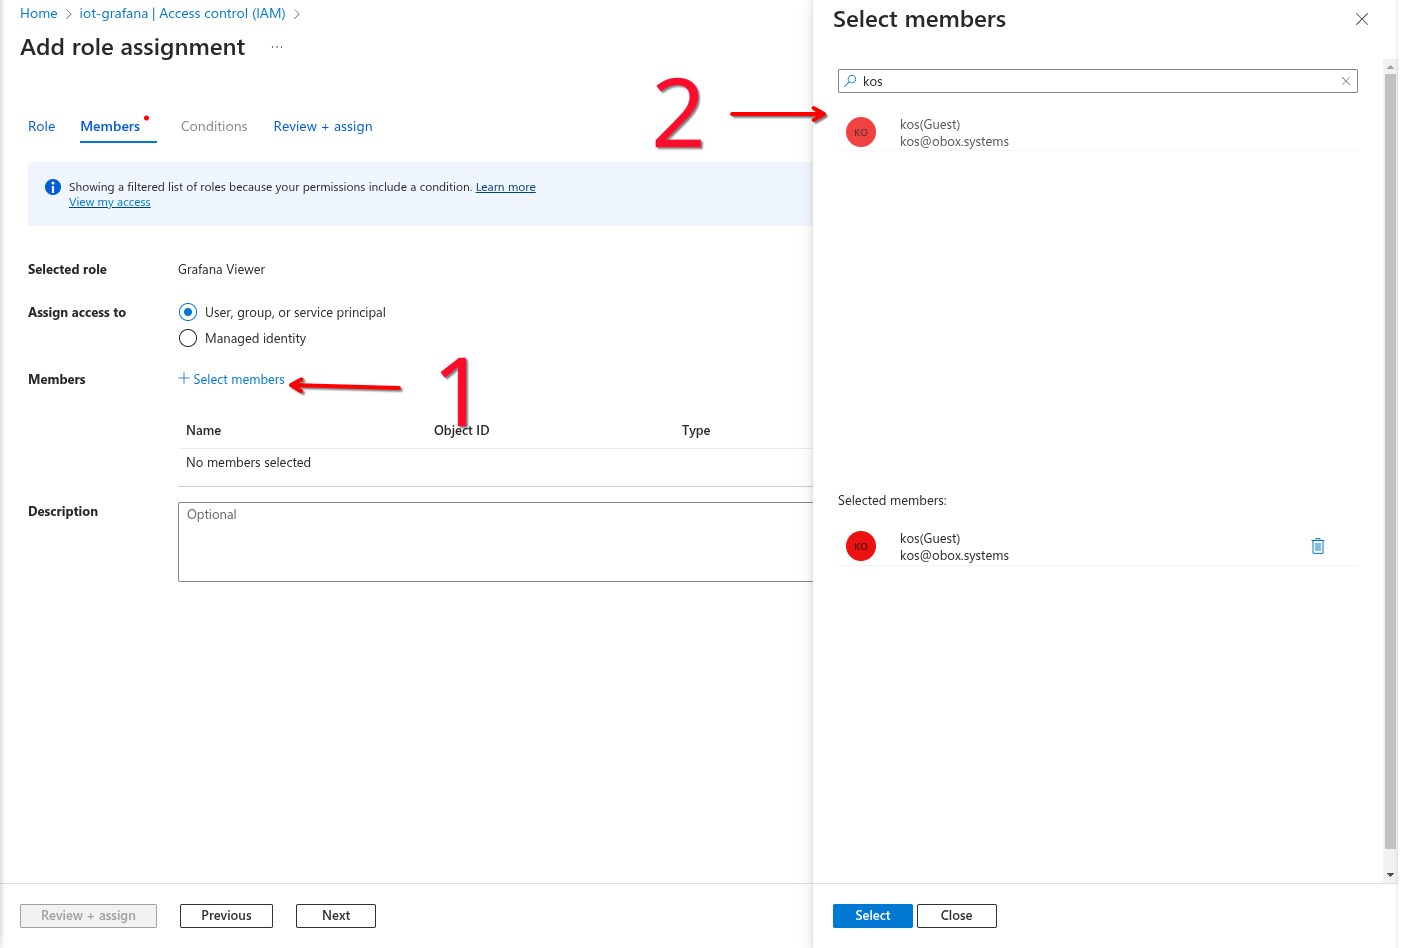 Home > iot-grafana | Access control (IAM) >
Add role assignment ...
Role Members Conditions Review + assign
Showing a filtered list of roles because your permissions include a condition. Learn more
View my access
Selected role Grafana Viewer
Assign access to User, group, or service principal
Managed identity
Members + Select members
1
Name Object ID Type
No members selected
Description Optional
Review + assign Previous Next
2
Select members
kos
KO kos(Guest)
kos@obox.systems
Selected members:
KO kos(Guest)
kos@obox.systems
Select Close